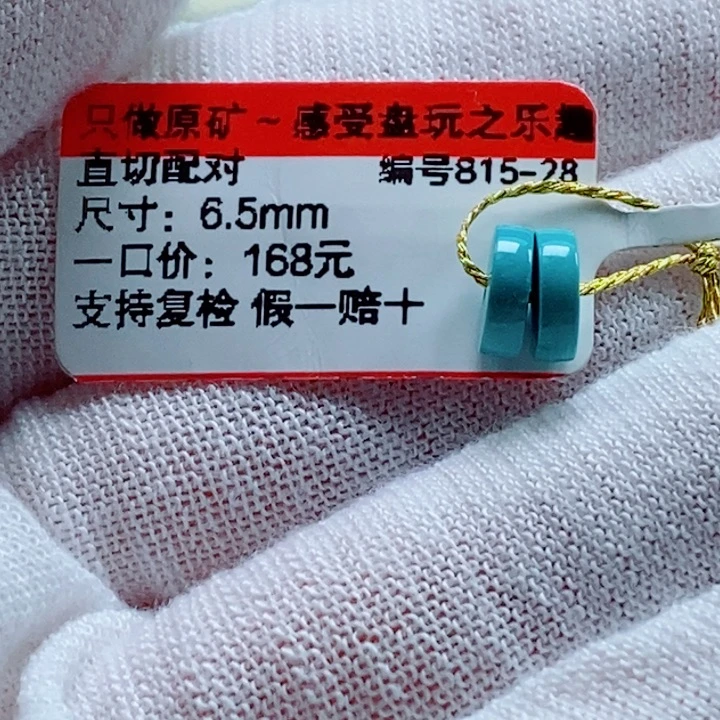 只做原矿~感受盘玩之乐趣
直切配对 编号815-28
尺寸：6.5mm
一口价：168元
支持复检 假一赔十